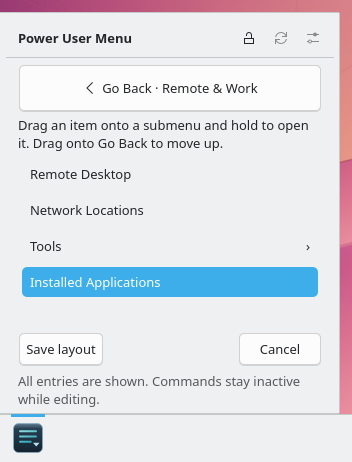 Power User Menu
Go Back · Remote & Work
Drag an item onto a submenu and hold to open
it. Drag onto Go Back to move up.
Remote Desktop
Network Locations
Tools ›
Installed Applications
Save layout Cancel
All entries are shown. Commands stay inactive
while editing.